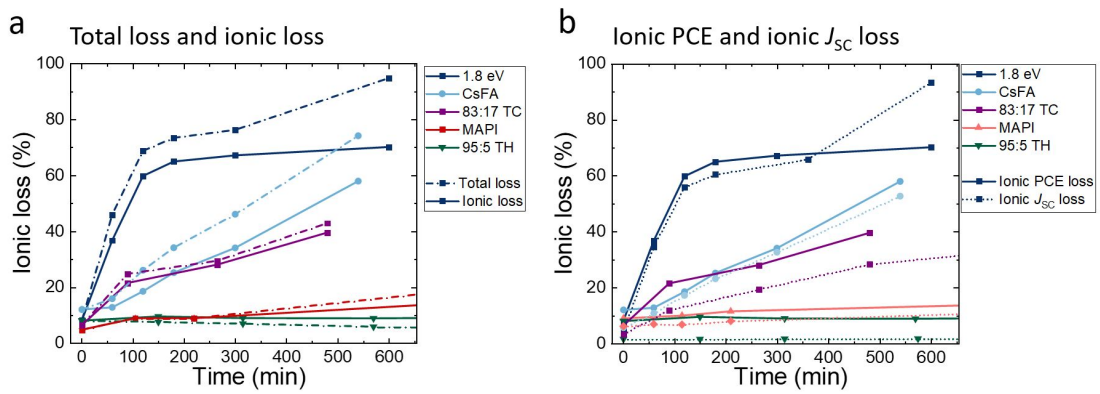 a
Total loss and ionic loss
Ionic loss (%)
100
80
60
40
20
0
0 100 200 300 400 500 600
Time (min)
1.8 eV
CsFA
83:17 TC
MAPI
95:5 TH
Total loss
Ionic loss
b
Ionic PCE and ionic JSC loss
Ionic loss (%)
100
80
60
40
20
0
0 100 200 300 400 500 600
Time (min)
1.8 eV
CsFA
83:17 TC
MAPI
95:5 TH
Ionic PCE loss
Ionic JSC loss